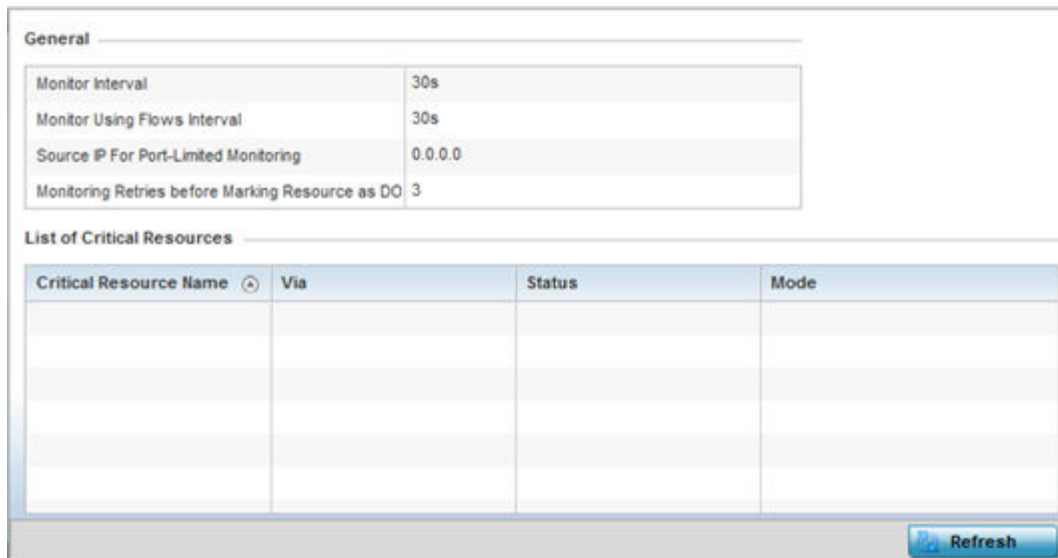 General
Monitor Interval 30s
Monitor Using Flows Interval 30s
Source IP For Port-Limited Monitoring 0.0.0.0
Monitoring Retries before Marking Resource as DO 3
List of Critical Resources
Critical Resource Name Via Status Mode
Refresh